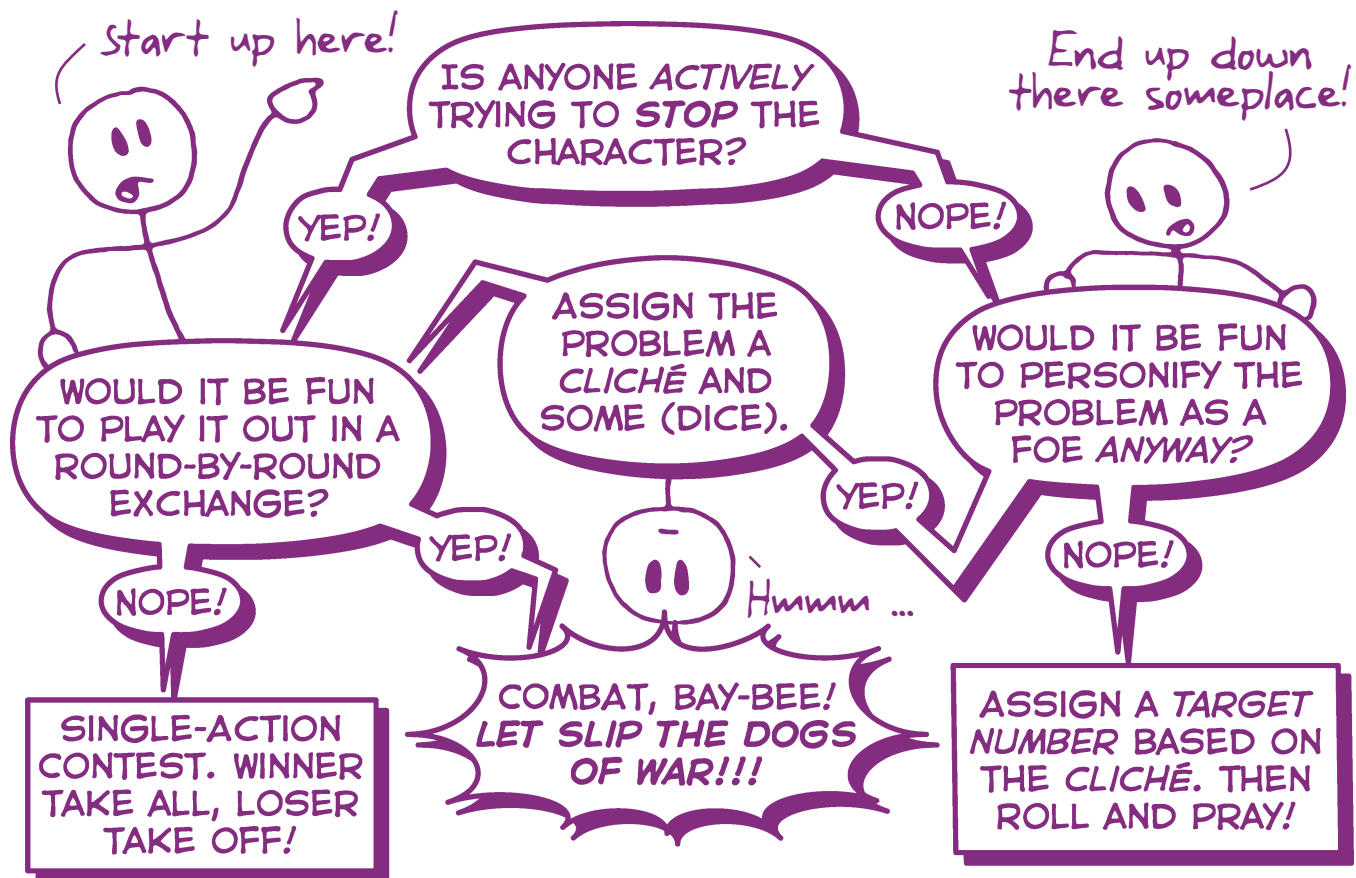 Start up here!
IS ANYONE ACTIVELY
TRYING TO STOP THE
CHARACTER?
End up down
there someplace!
YEP!
NOPE!
WOULD IT BE FUN
TO PLAY IT OUT IN A
ROUND-BY-ROUND
EXCHANGE?
ASSIGN THE
PROBLEM A
CLICHÉ AND
SOME (DICE).
WOULD IT BE FUN
TO PERSONIFY THE
PROBLEM AS A
FOE ANYWAY?
YEP!
YEP!
NOPE!
NOPE!
Hmmm ...
SINGLE-ACTION
CONTEST. WINNER
TAKE ALL, LOSER
TAKE OFF!
COMBAT, BAY-BEE!
LET SLIP THE DOGS
OF WAR!!!
ASSIGN A TARGET
NUMBER BASED ON
THE CLICHÉ. THEN
ROLL AND PRAY!